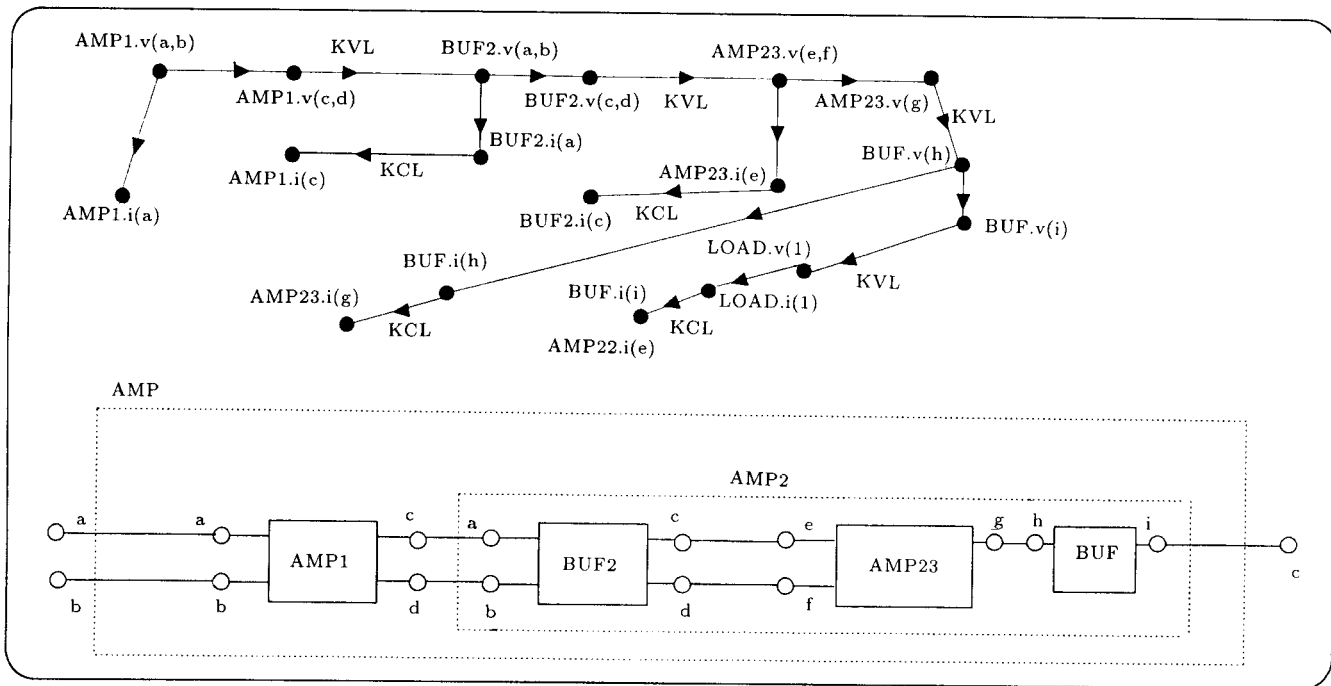 AMP1.v(a,b)
KVL
BUF2.v(a,b)
AMP23.v(e,f)
AMP1.v(c,d)
BUF2.v(c,d)
KVL
AMP23.v(g)
KVL
BUF2.i(a)
BUF.v(h)
AMP1.i(c)
KCL
AMP23.i(e)
AMP1.i(a)
BUF2.i(c)
KCL
BUF.v(i)
LOAD.v(1)
BUF.i(h)
KVL
AMP23.i(g)
BUF.i(i)
LOAD.i(1)
KCL
KCL
AMP22.i(e)
AMP
AMP2
a
a
c
a
c
e
g
h
i
AMP1
BUF2
AMP23
BUF
b
b
d
b
d
f
c